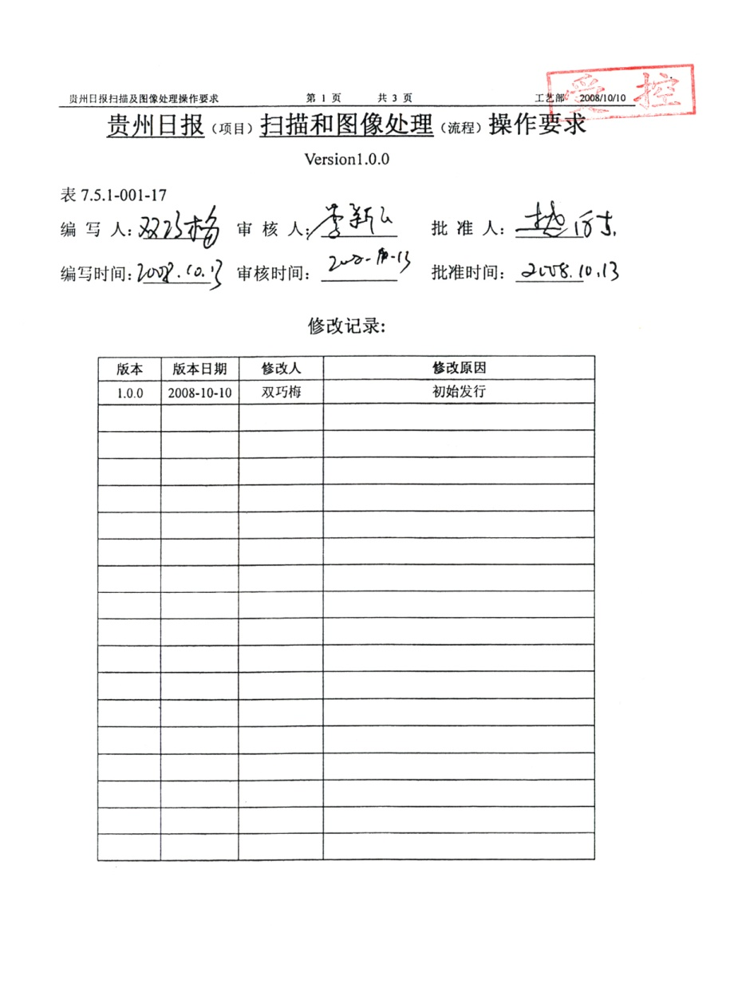 受控
贵州日报扫描及图像处理操作要求 第 1 页 共 3 页 工艺部 2008/10/10
贵州日报（项目）扫描和图像处理（流程）操作要求
Version1.0.0
表 7.5.1-001-17
编 写 人：双巧梅 审 核 人： 批 准 人：
编写时间：2008.10.13 审核时间： 批准时间：2008.10.13
修改记录:
版本 版本日期 修改人 修改原因
1.0.0 2008-10-10 双巧梅 初始发行